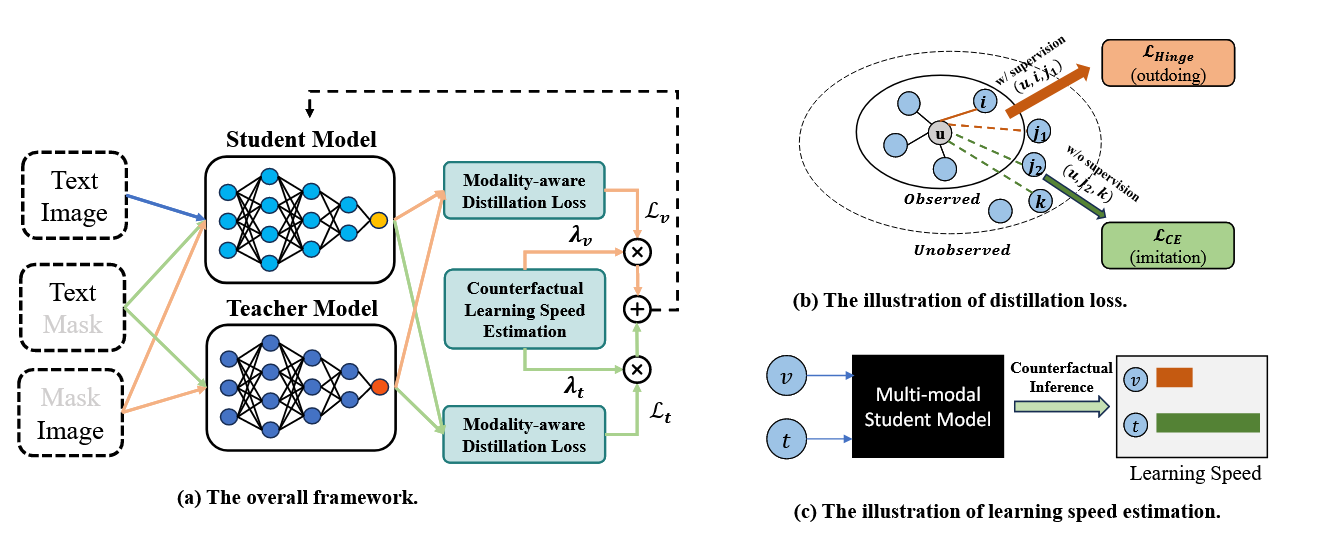 Text
Image
Text
Mask
Mask
Image
Student Model
Teacher Model
Modality-aware
Distillation Loss
ℒ𝑣
λ𝑣
Counterfactual
Learning Speed
Estimation
λ𝑡
ℒ𝑡
Modality-aware
Distillation Loss
(a) The overall framework.
u
i
j₁
j₂
k
Observed
Unobserved
w/ supervision
(u, i, j₁)
ℒHinge
(outdoing)
w/o supervision
(u, j₂, k)
ℒCE
(imitation)
(b) The illustration of distillation loss.
v
t
Multi-modal
Student Model
Counterfactual
Inference
v
t
Learning Speed
(c) The illustration of learning speed estimation.